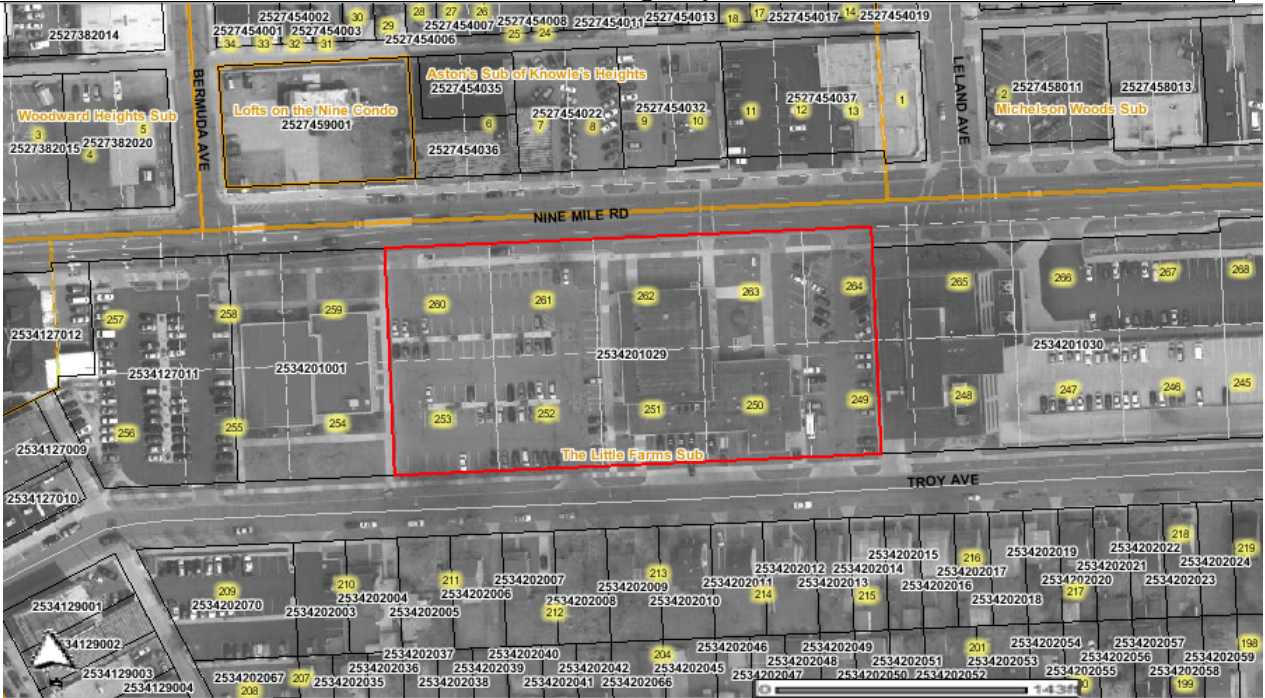 30 2527454002 28 27 26 2527454013 17 14
2527454001 2527454003 29 2527454007 2527454008 2527454011 18 2527454017 2527454019
2527382014 34 33 32 31 2527454006 25 24
BERMUDA AVE
LELAND AVE
Aston's Sub of Knowle's Heights
2527454035
Woodward Heights Sub
Lofts on the Nine Condo
2527459001
2527454022 2527454032 2527454037 1 2 2527458011 2527458013
Michelson Woods Sub
3 5 6 7 8 9 10 11 12 13
2527382015 2527382020
4
2527454036
NINE MILE RD
257 258 259 260 261 262 263 264 265 266 267 268
2534127012
2534127011 2534201001 2534201029 2534201030
256 255 254 253 252 251 250 249 248 247 246 245
2534127009
The Little Farms Sub
2534127010
TROY AVE
218
2534202015 216 2534202019 2534202022 219
213 2534202012 2534202014 2534202017 2534202021 2534202024
209 210 211 2534202007 2534202009 2534202011 2534202013 2534202016 2534202020 2534202023
2534202070 2534202004 2534202006 2534202008 2534202010 214 215 2534202018 217
2534129001 2534202003 2534202005 212
2534129002 2534202037 2534202040 204 2534202046 2534202049 201 2534202054 2534202057 198
2534129003 2534202036 2534202039 2534202042 2534202045 2534202048 2534202051 2534202053 2534202056 2534202059
2534129004 2534202067 207 2534202035 2534202038 2534202041 2534202066 2534202047 2534202050 2534202052 2534202055 2534202058
208 0 143ft 199